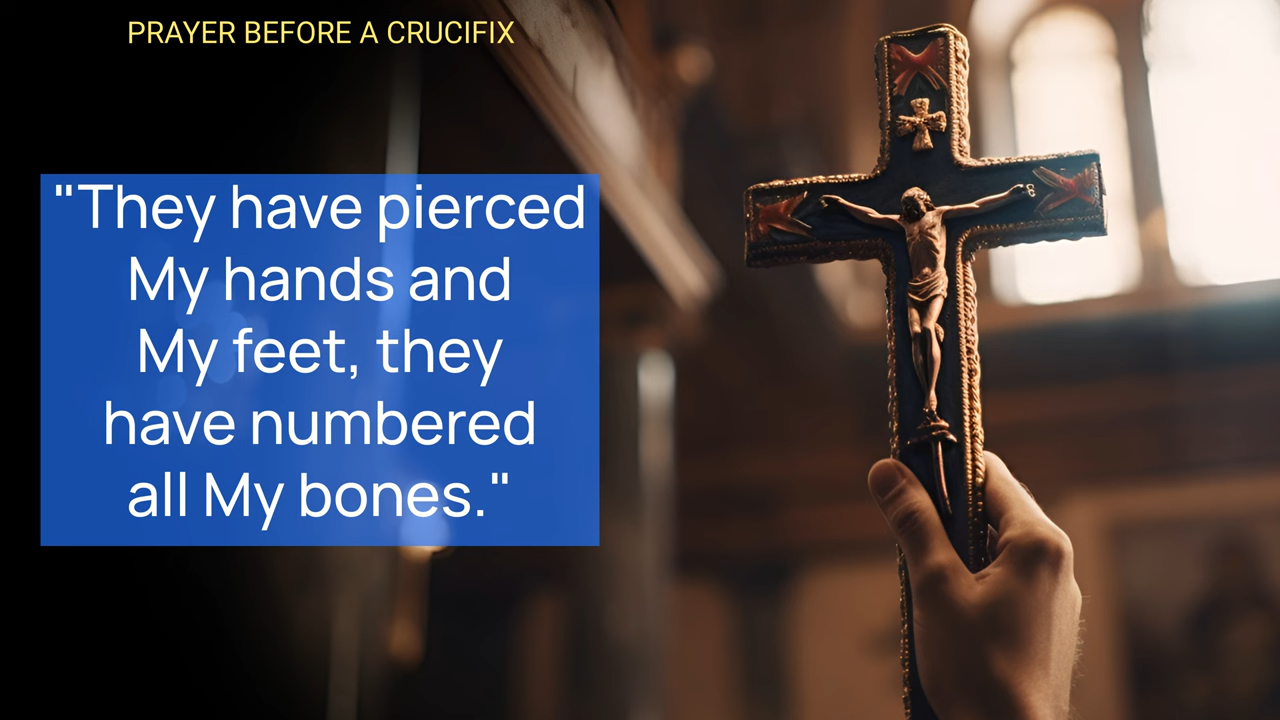 PRAYER BEFORE A CRUCIFIX
"They have pierced
My hands and
My feet, they
have numbered
all My bones."